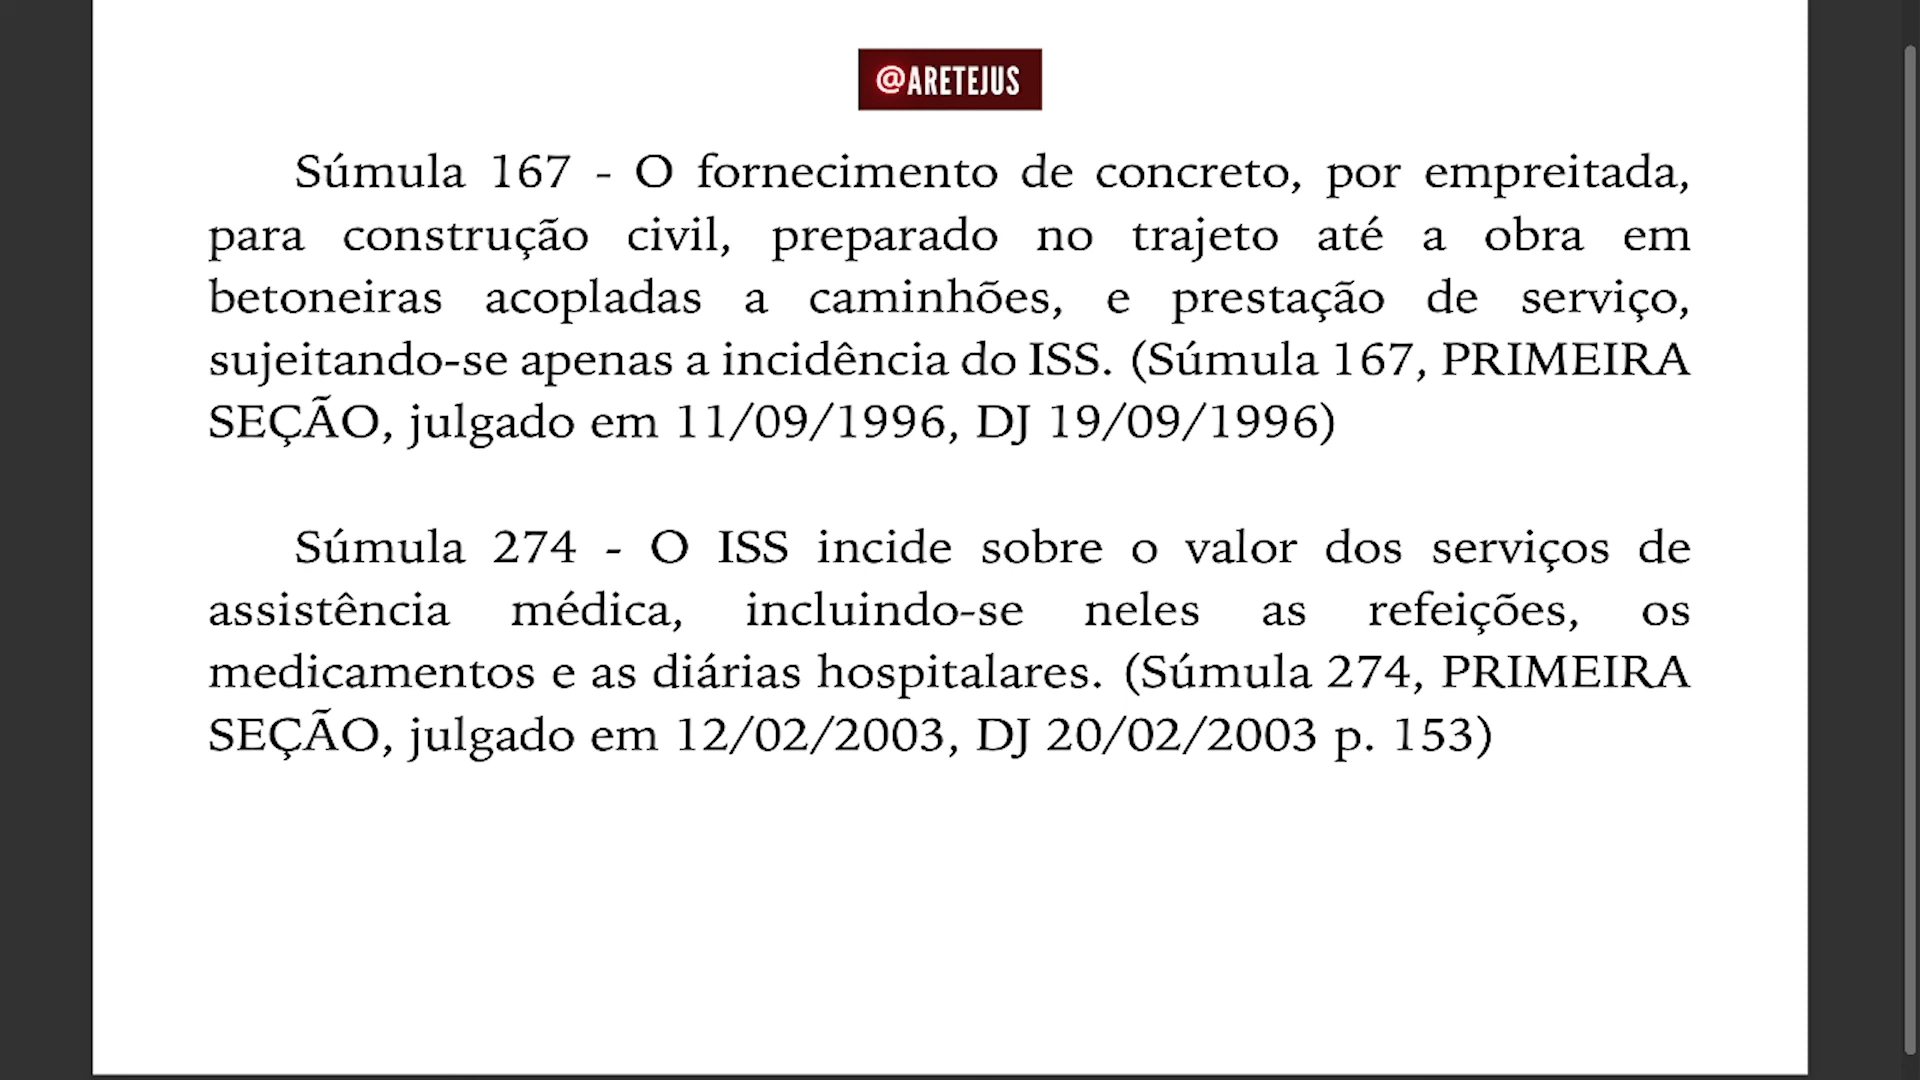 @ARETEJUS
Súmula 167 - O fornecimento de concreto, por empreitada,
para construção civil, preparado no trajeto até a obra em
betoneiras acopladas a caminhões, e prestação de serviço,
sujeitando-se apenas a incidência do ISS. (Súmula 167, PRIMEIRA
SEÇÃO, julgado em 11/09/1996, DJ 19/09/1996)
Súmula 274 - O ISS incide sobre o valor dos serviços de
assistência médica, incluindo-se neles as refeições, os
medicamentos e as diárias hospitalares. (Súmula 274, PRIMEIRA
SEÇÃO, julgado em 12/02/2003, DJ 20/02/2003 p. 153)